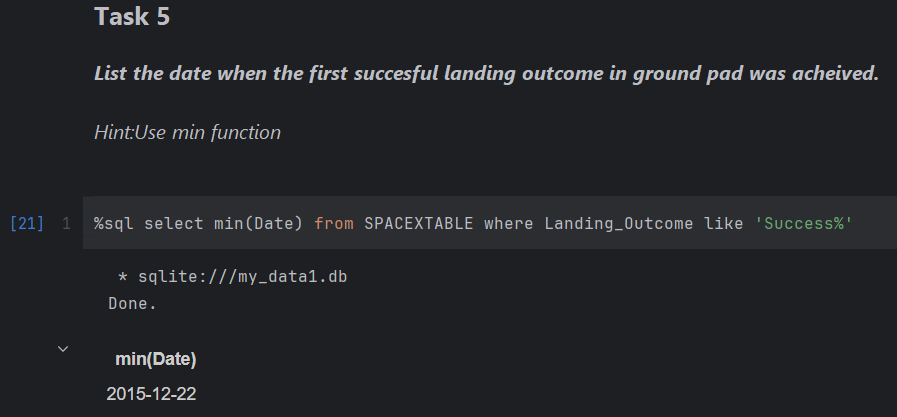 Task 5
List the date when the first succesful landing outcome in ground pad was acheived.
Hint:Use min function
[21] 1 %sql select min(Date) from SPACEXTABLE where Landing_Outcome like 'Success%'
* sqlite:///my_data1.db
Done.
min(Date)
2015-12-22